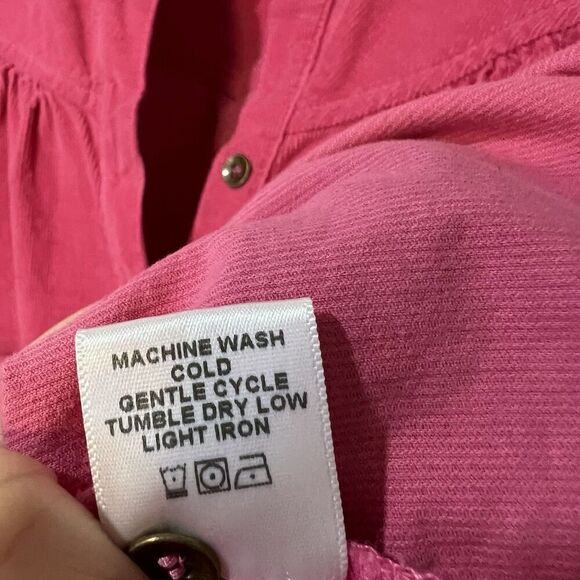 MACHINE WASH
COLD
GENTLE CYCLE
TUMBLE DRY LOW
LIGHT IRON